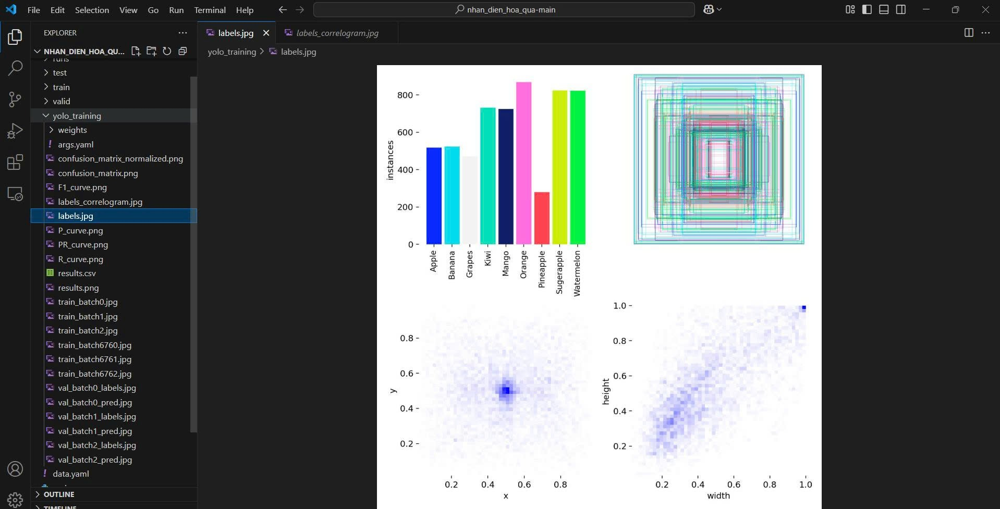 File Edit Selection View Go Run Terminal Help
nhan_dien_hoa_qua-main
EXPLORER
NHAN_DIEN_HOA_QU...
runs
test
train
valid
yolo_training
weights
args.yaml
confusion_matrix_normalized.png
confusion_matrix.png
F1_curve.png
labels_correlogram.jpg
labels.jpg
P_curve.png
PR_curve.png
R_curve.png
results.csv
results.png
train_batch0.jpg
train_batch1.jpg
train_batch2.jpg
train_batch6760.jpg
train_batch6761.jpg
train_batch6762.jpg
val_batch0_labels.jpg
val_batch0_pred.jpg
val_batch1_labels.jpg
val_batch1_pred.jpg
val_batch2_labels.jpg
val_batch2_pred.jpg
data.yaml
OUTLINE
TIMELINE
labels.jpg
labels_correlogram.jpg
yolo_training > labels.jpg
instances
800
600
400
200
0
Apple
Banana
Grapes
Kiwi
Mango
Orange
Pineapple
Sugerapple
Watermelon
y
0.8
0.6
0.4
0.2
0.2 0.4 0.6 0.8
x
height
1.0
0.8
0.6
0.4
0.2
0.2 0.4 0.6 0.8 1.0
width